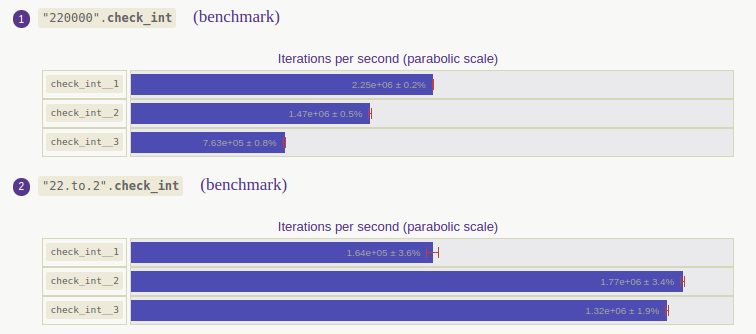 1 "220000".check_int (benchmark)
Iterations per second (parabolic scale)
check_int__1 2.25e+06 ± 0.2%
check_int__2 1.47e+06 ± 0.5%
check_int__3 7.63e+05 ± 0.8%
2 "22.to.2".check_int (benchmark)
Iterations per second (parabolic scale)
check_int__1 1.64e+05 ± 3.6%
check_int__2 1.77e+06 ± 3.4%
check_int__3 1.32e+06 ± 1.9%